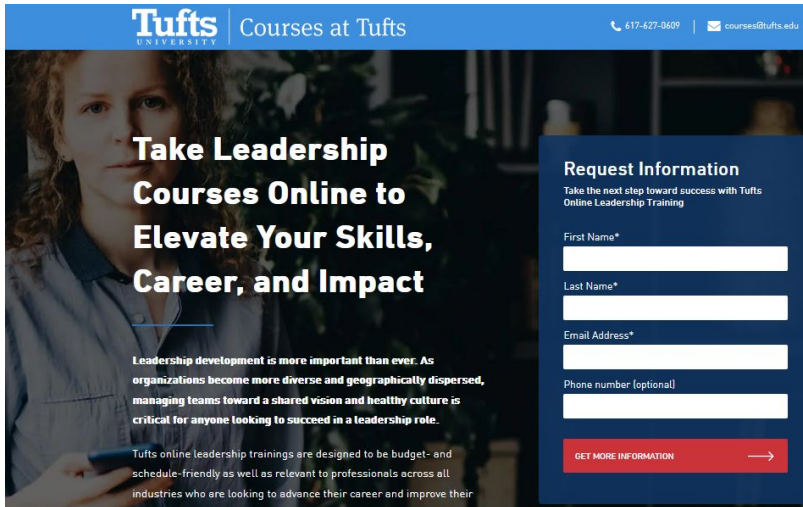 Tufts
UNIVERSITY
Courses at Tufts
617-627-0609
courses@tufts.edu
Take Leadership
Courses Online to
Elevate Your Skills,
Career, and Impact
Leadership development is more important than ever. As
organizations become more diverse and geographically dispersed,
managing teams toward a shared vision and healthy culture is
critical for anyone looking to succeed in a leadership role.
Tufts online leadership trainings are designed to be budget- and
schedule-friendly as well as relevant to professionals across all
industries who are looking to advance their career and improve their
Request Information
Take the next step toward success with Tufts
Online Leadership Training
First Name*
Last Name*
Email Address*
Phone number (optional)
GET MORE INFORMATION